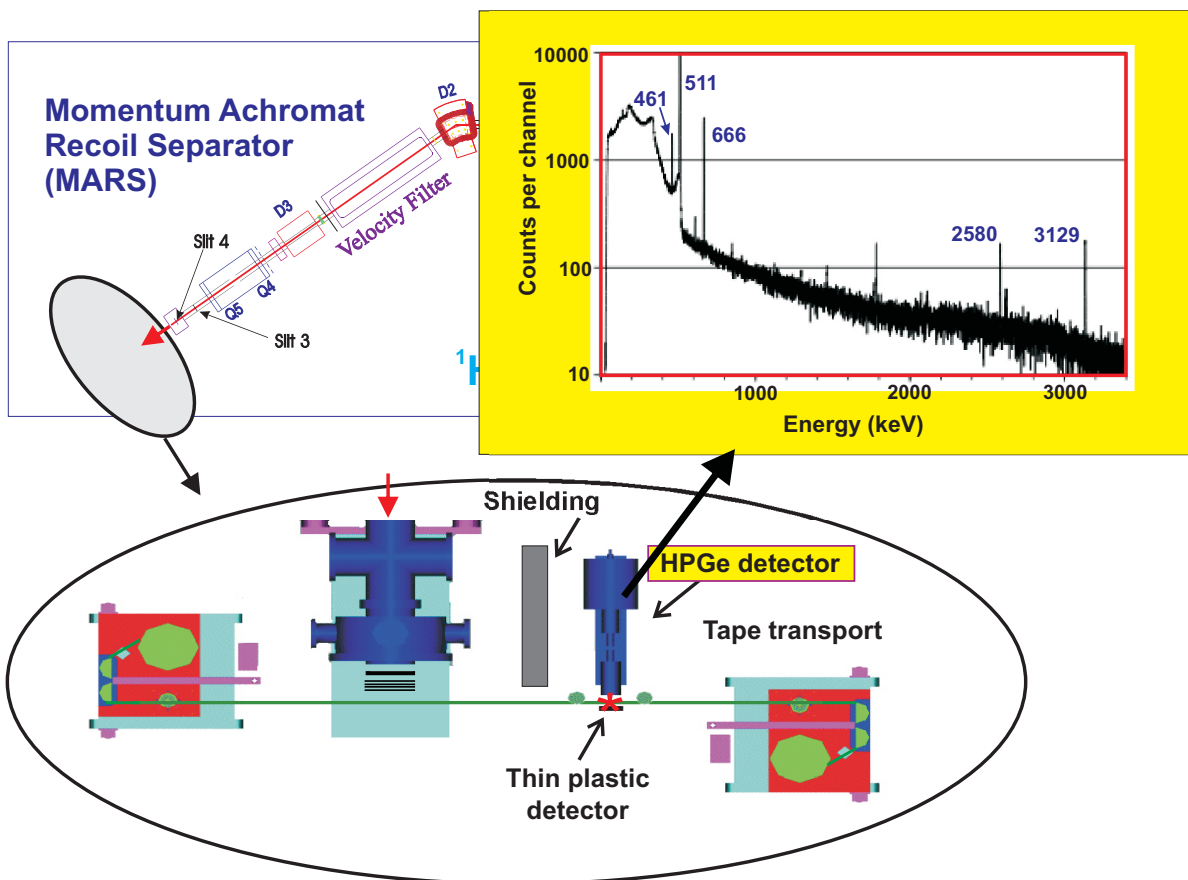 Momentum Achromat
Recoil Separator
(MARS)
D2
Velocity Filter
D3
Slit 4
Q4
Q5
Slit 3
¹H
Counts per channel
10000
1000
100
10
461
511
666
2580
3129
1000
2000
3000
Energy (keV)
Shielding
HPGe detector
Tape transport
Thin plastic
detector